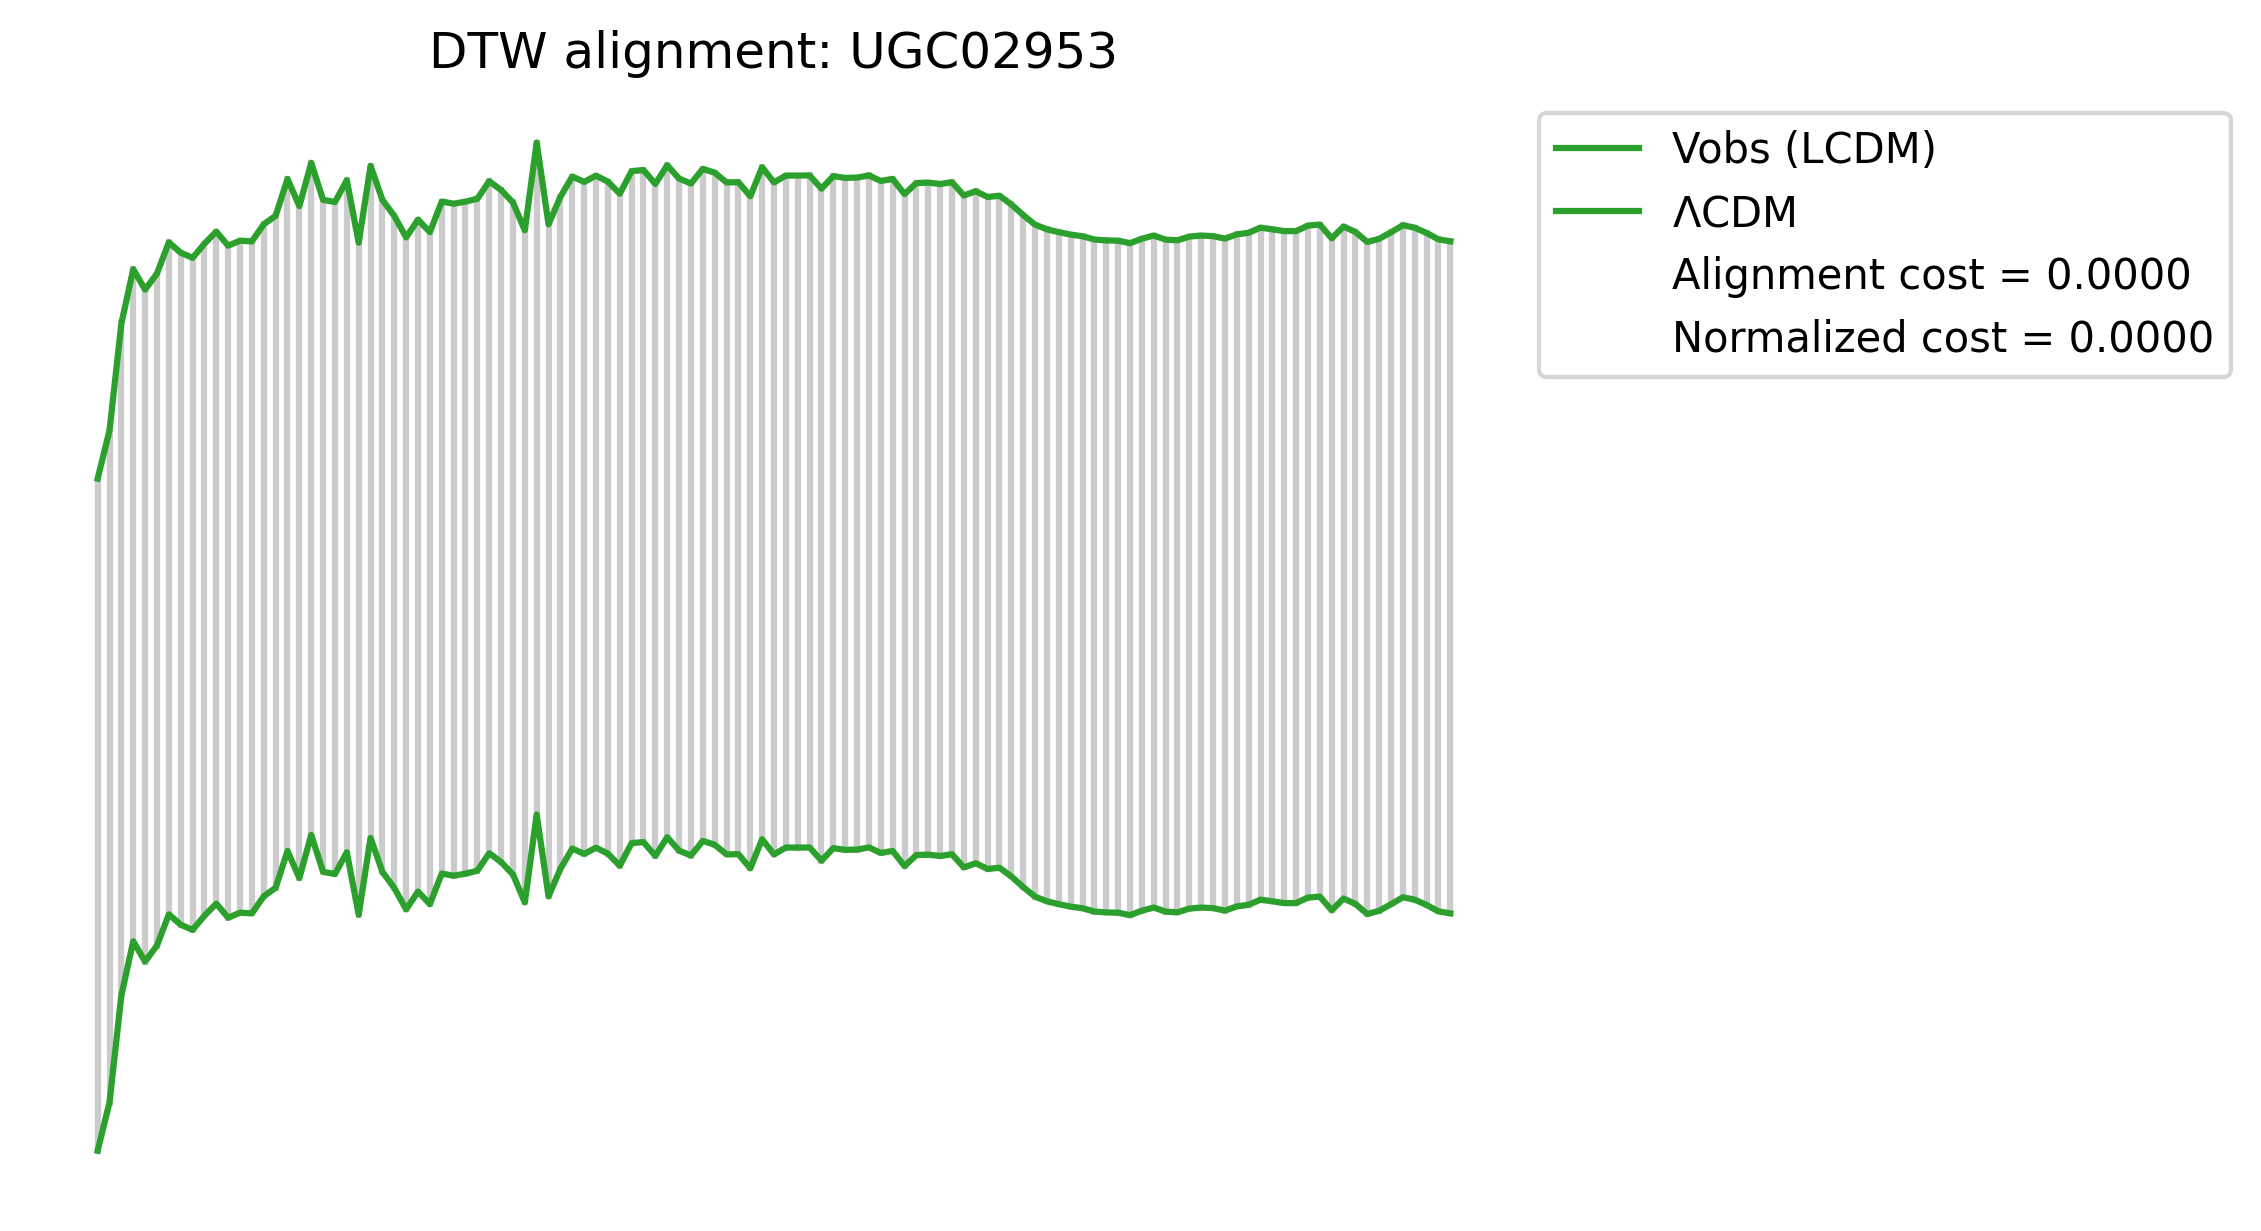 DTW alignment: UGC02953
Vobs (LCDM)
ΛCDM
Alignment cost = 0.0000
Normalized cost = 0.0000